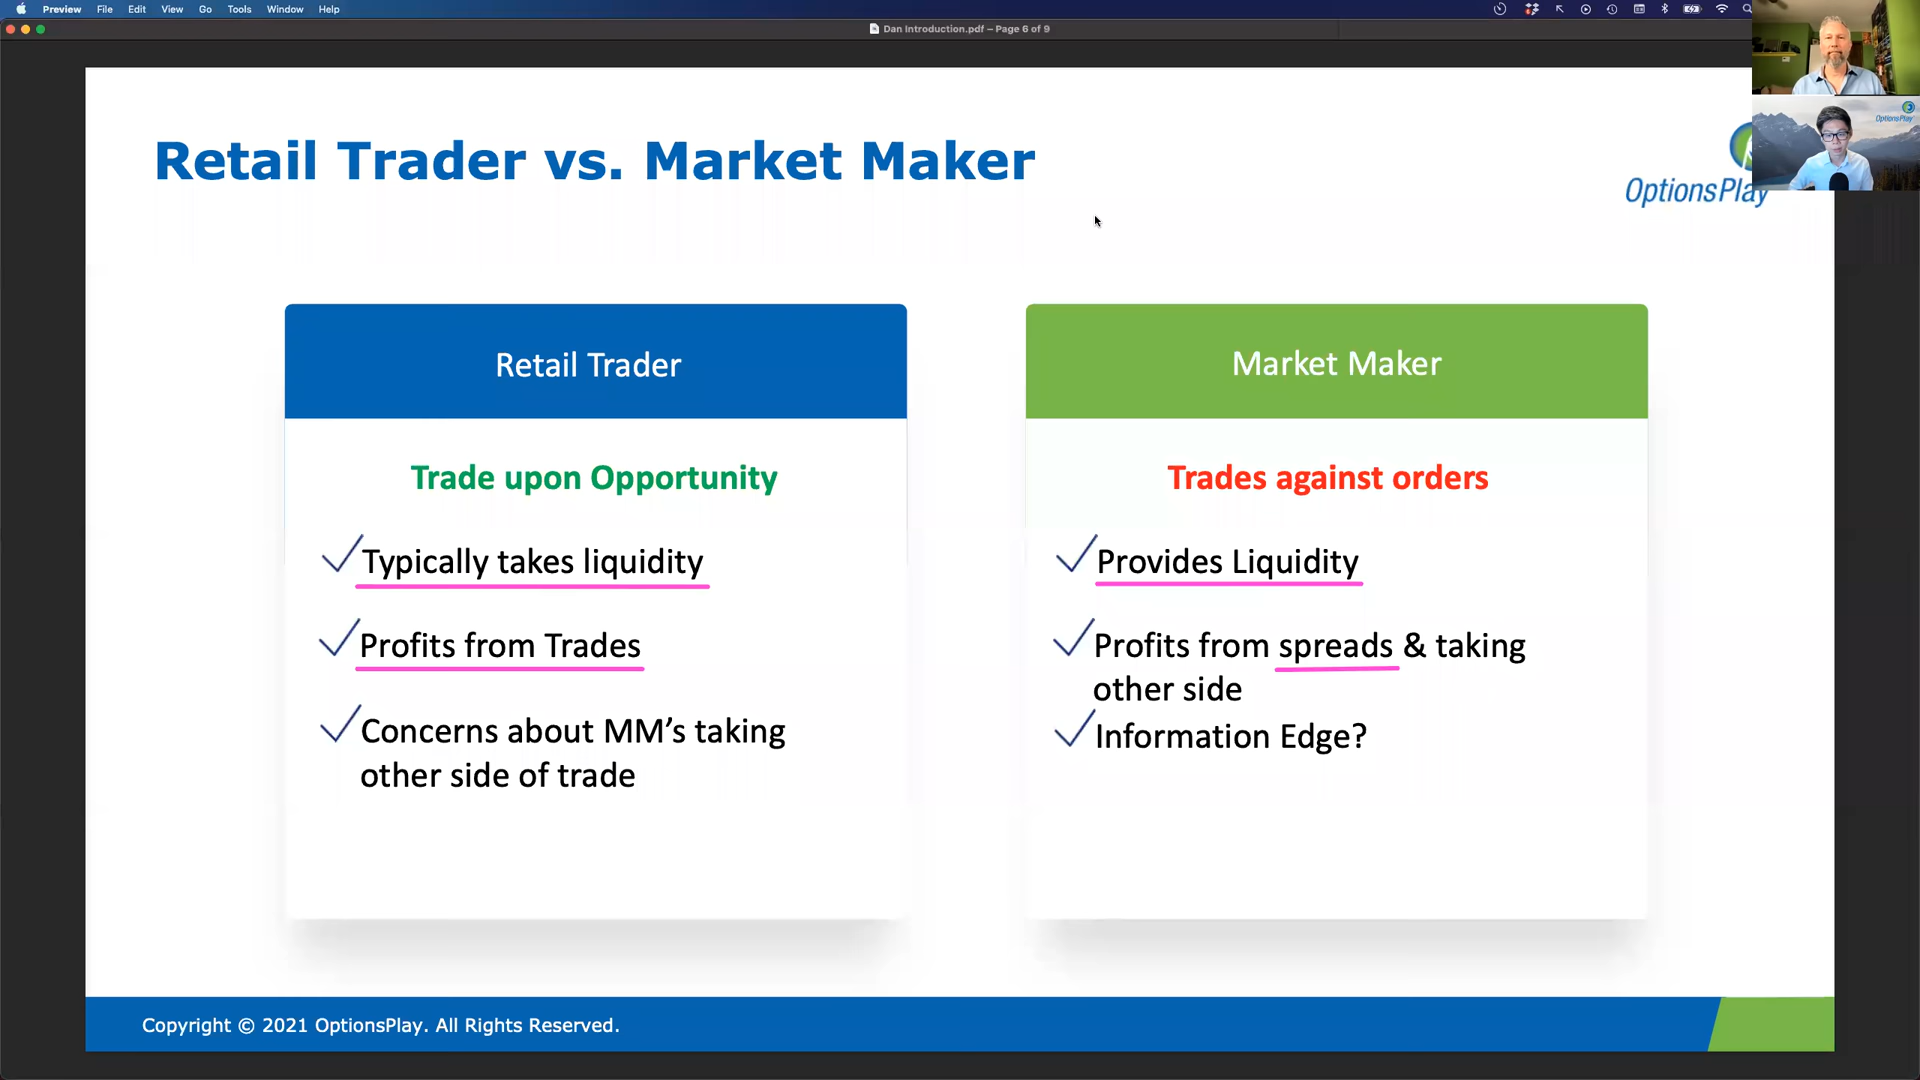 Preview File Edit View Go Tools Window Help
Dan Introduction.pdf – Page 6 of 9
Retail Trader vs. Market Maker
OptionsPlay
OptionsPlay
Retail Trader
Trade upon Opportunity
Typically takes liquidity
Profits from Trades
Concerns about MM’s taking
other side of trade
Market Maker
Trades against orders
Provides Liquidity
Profits from spreads & taking
other side
Information Edge?
Copyright © 2021 OptionsPlay. All Rights Reserved.